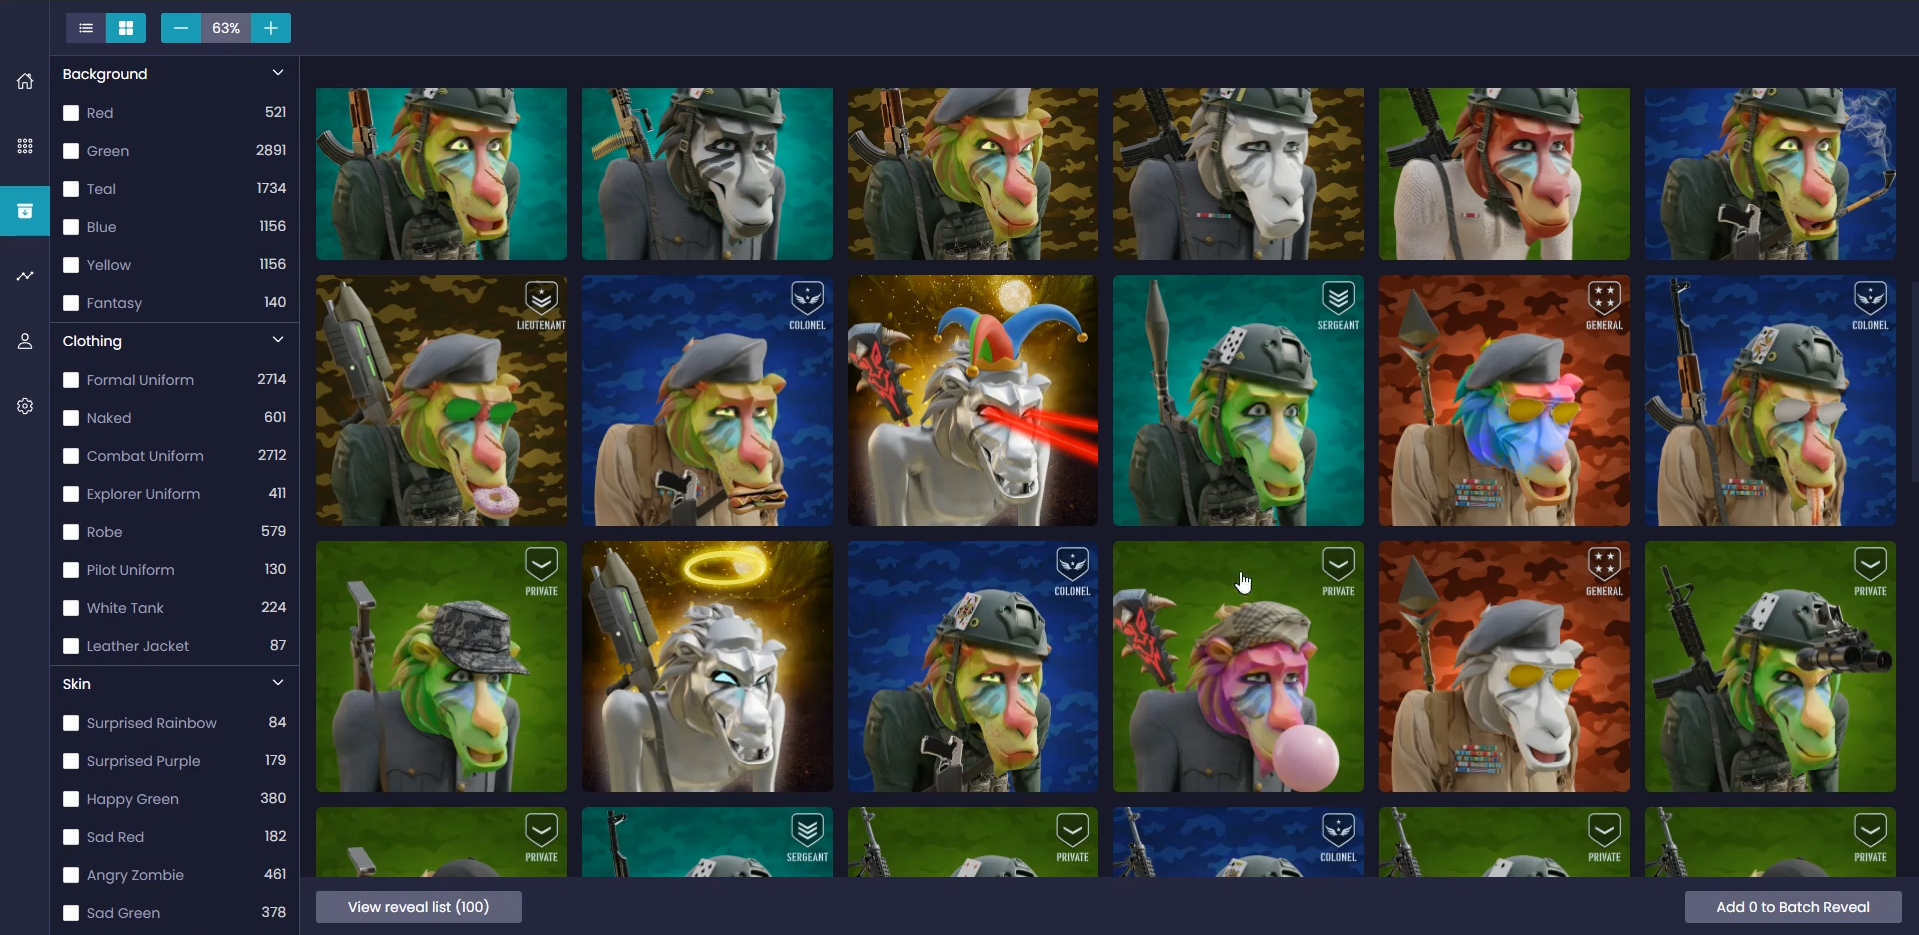 63%
Background
Red 521
Green 2891
Teal 1734
Blue 1156
Yellow 1156
Fantasy 140
Clothing
Formal Uniform 2714
Naked 601
Combat Uniform 2712
Explorer Uniform 411
Robe 579
Pilot Uniform 130
White Tank 224
Leather Jacket 87
Skin
Surprised Rainbow 84
Surprised Purple 179
Happy Green 380
Sad Red 182
Angry Zombie 461
Sad Green 378
LIEUTENANT
COLONEL
SERGEANT
GENERAL
COLONEL
PRIVATE
COLONEL
PRIVATE
GENERAL
PRIVATE
PRIVATE
SERGEANT
PRIVATE
COLONEL
PRIVATE
PRIVATE
View reveal list (100)
Add 0 to Batch Reveal